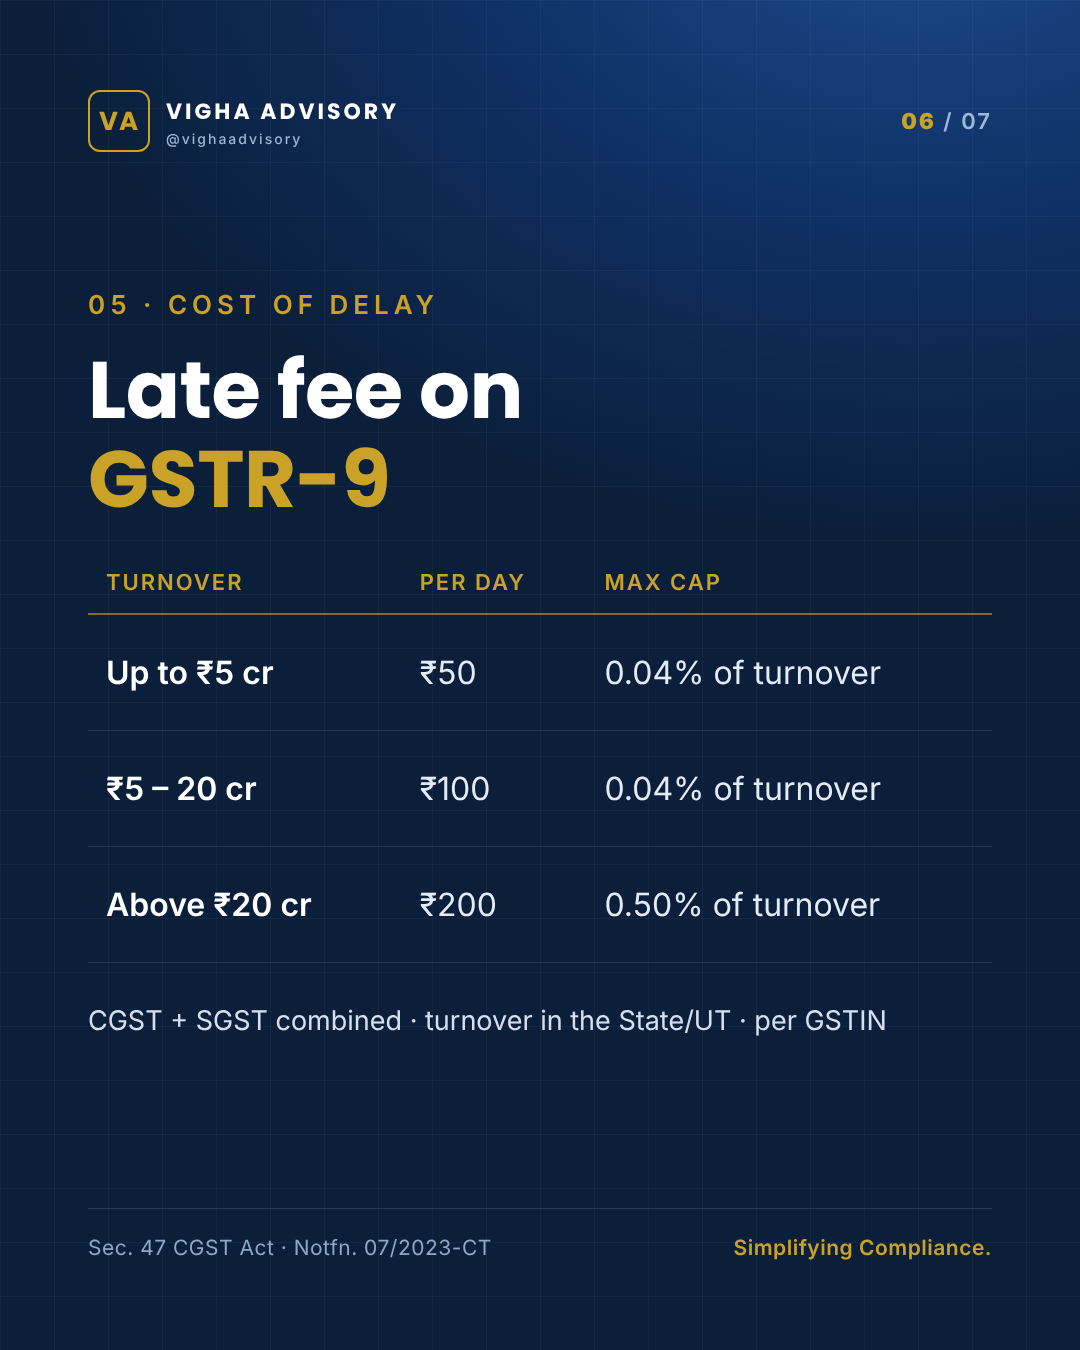 VA
VIGHA ADVISORY
@vighaadvisory
06 / 07
05 · COST OF DELAY
Late fee on
GSTR-9
TURNOVER PER DAY MAX CAP
Up to ₹5 cr ₹50 0.04% of turnover
₹5 – 20 cr ₹100 0.04% of turnover
Above ₹20 cr ₹200 0.50% of turnover
CGST + SGST combined · turnover in the State/UT · per GSTIN
Sec. 47 CGST Act · Notfn. 07/2023-CT
Simplifying Compliance.